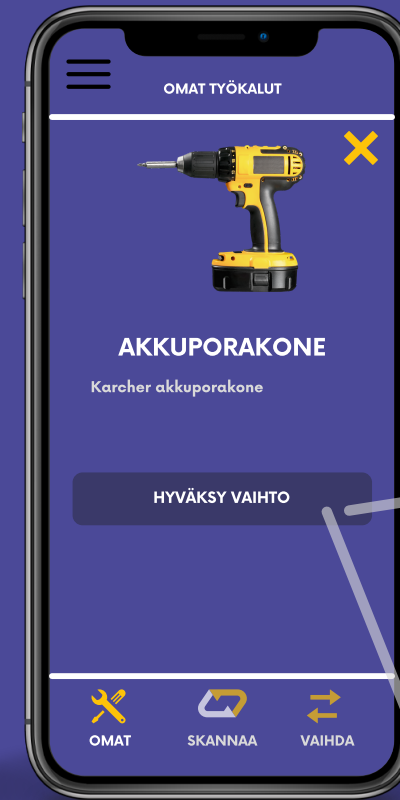 OMAT TYÖKALUT
AKKUPORAKONE
Karcher akkuporakone
HYVÄKSY VAIHTO
OMAT
SKANNAA
VAIHDA